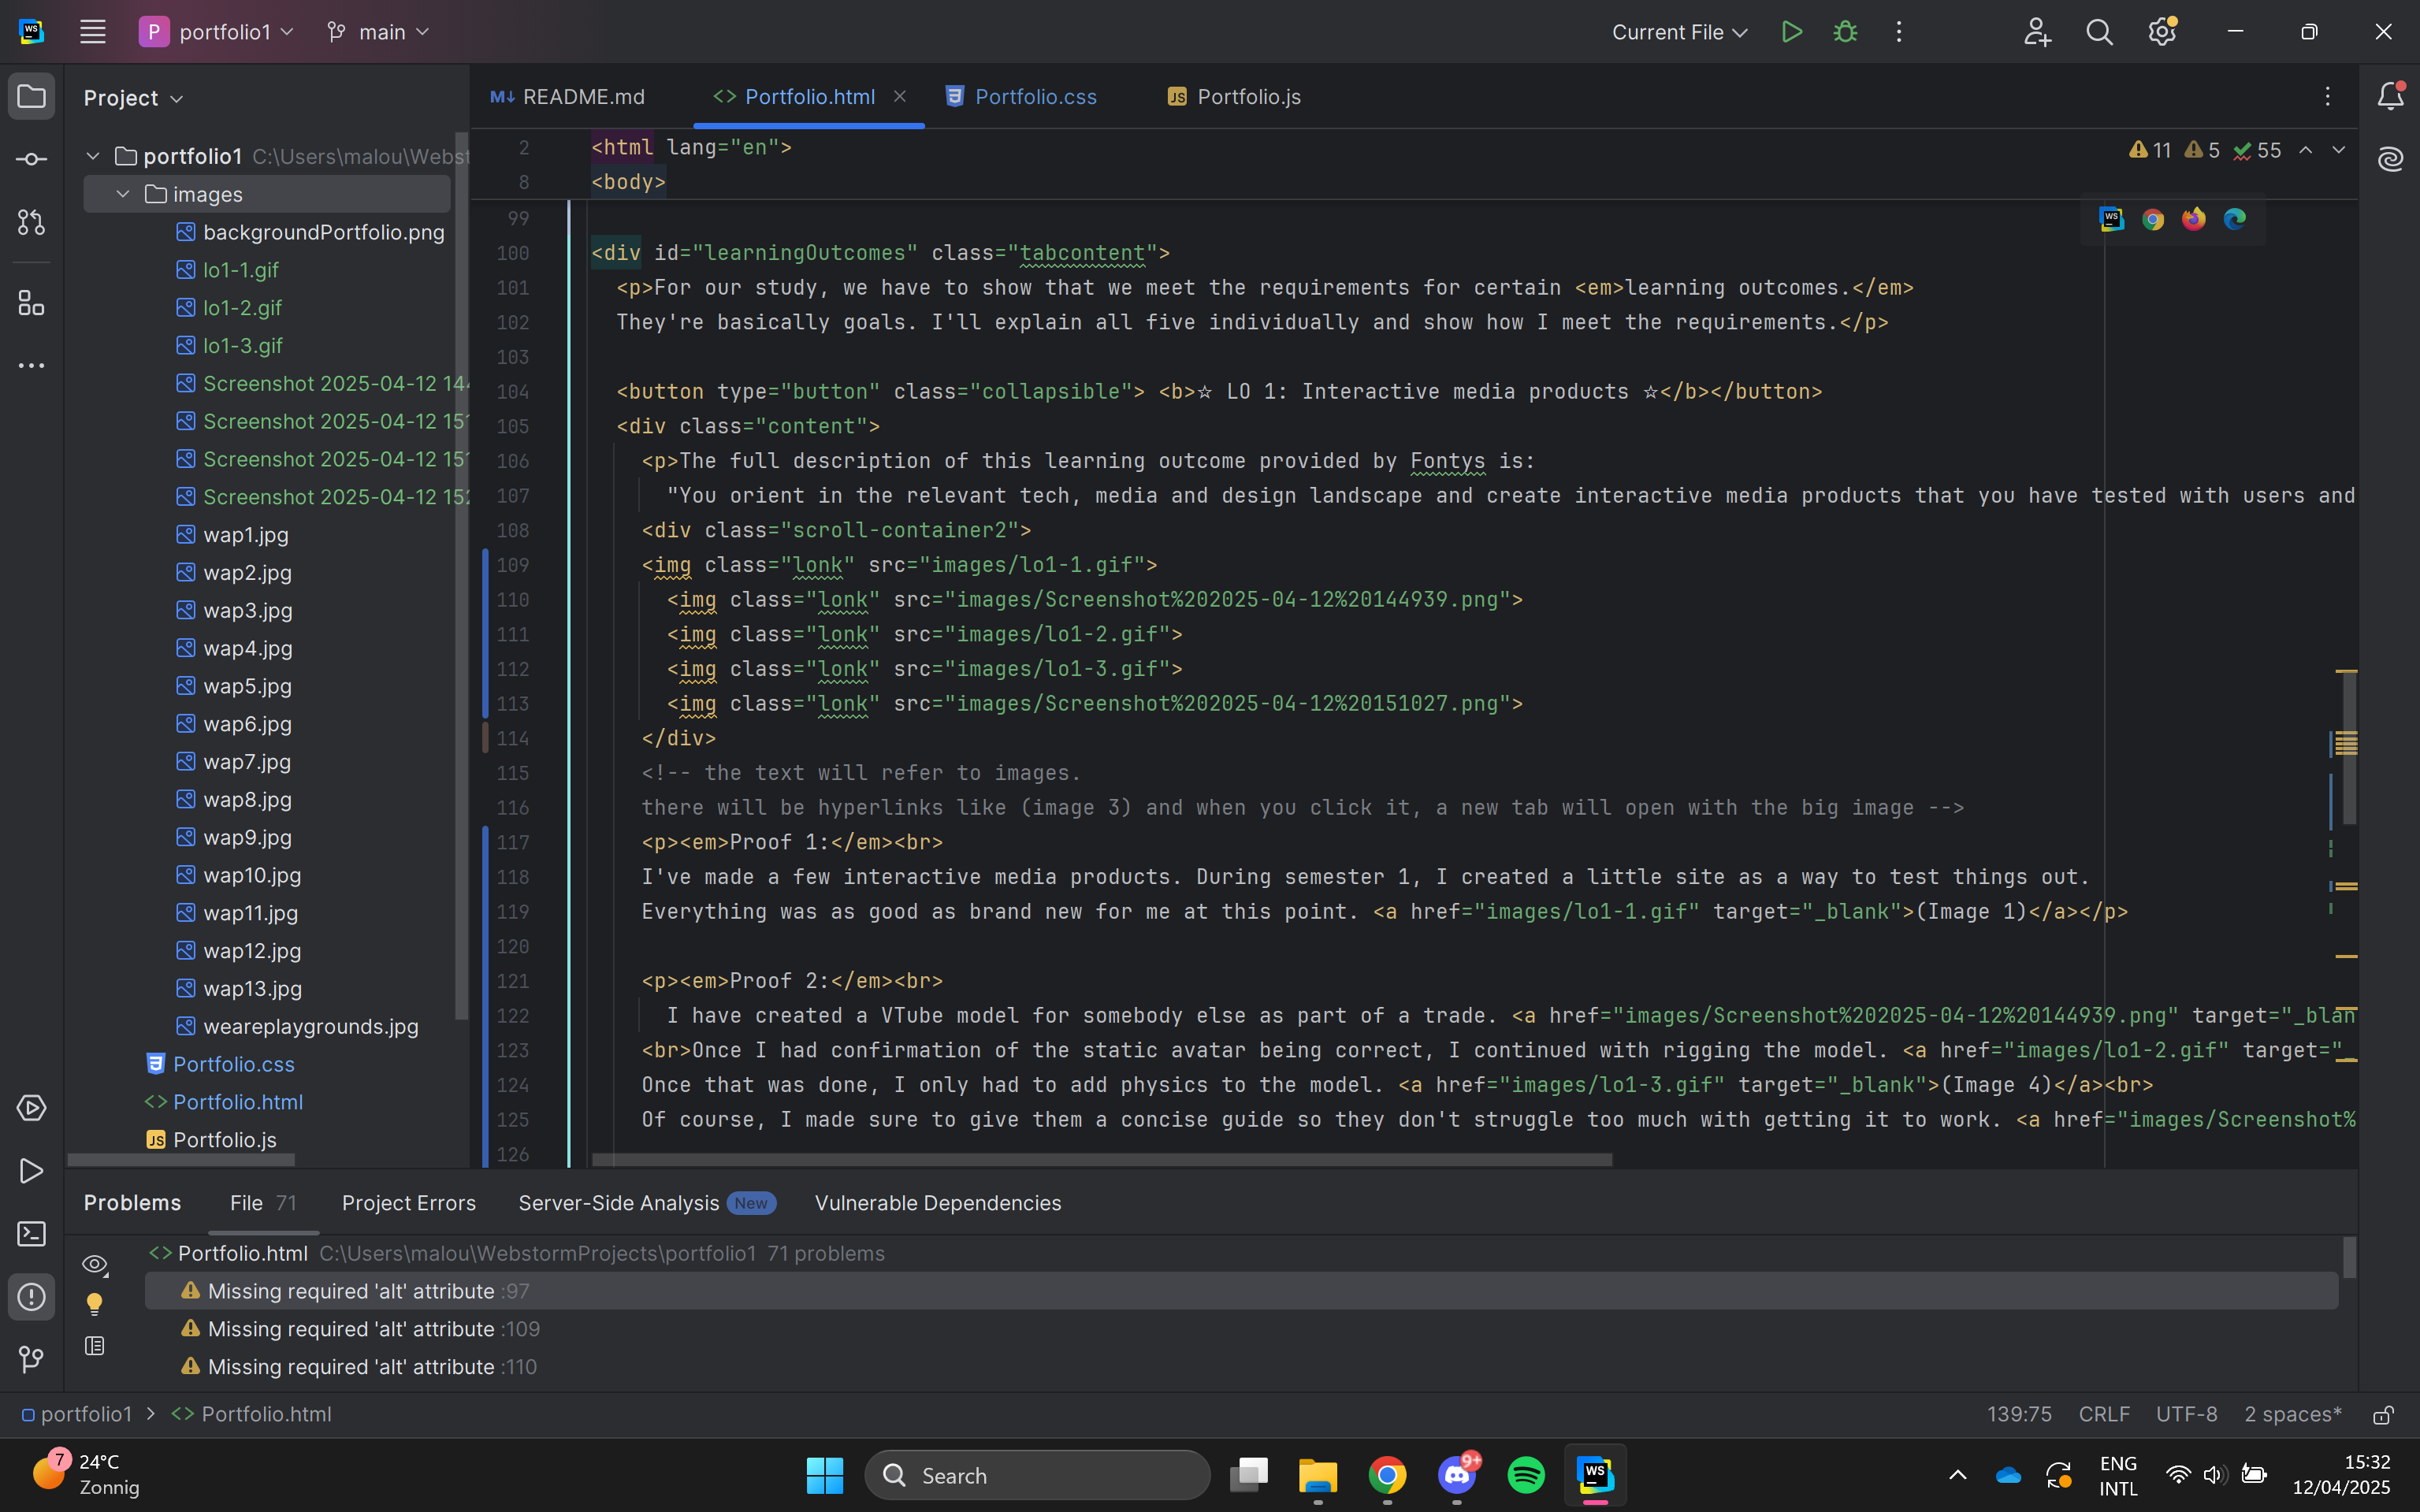 WS
P portfolio1 main Current File
Project
README.md Portfolio.html Portfolio.css Portfolio.js
portfolio1 C:\Users\malou\Webst
images
backgroundPortfolio.png
lo1-1.gif
lo1-2.gif
lo1-3.gif
Screenshot 2025-04-12 144
Screenshot 2025-04-12 151
Screenshot 2025-04-12 151
Screenshot 2025-04-12 152
wap1.jpg
wap2.jpg
wap3.jpg
wap4.jpg
wap5.jpg
wap6.jpg
wap7.jpg
wap8.jpg
wap9.jpg
wap10.jpg
wap11.jpg
wap12.jpg
wap13.jpg
weareplaygrounds.jpg
Portfolio.css
Portfolio.html
Portfolio.js
11 5 55
2 <html lang="en">
8 <body>
99
100 <div id="learningOutcomes" class="tabcontent">
101 <p>For our study, we have to show that we meet the requirements for certain <em>learning outcomes.</em>
102 They're basically goals. I'll explain all five individually and show how I meet the requirements.</p>
103
104 <button type="button" class="collapsible"> <b>☆ LO 1: Interactive media products ☆</b></button>
105 <div class="content">
106 <p>The full description of this learning outcome provided by Fontys is:
107 "You orient in the relevant tech, media and design landscape and create interactive media products that you have tested with users and
108 <div class="scroll-container2">
109 <img class="lonk" src="images/lo1-1.gif">
110 <img class="lonk" src="images/Screenshot%202025-04-12%20144939.png">
111 <img class="lonk" src="images/lo1-2.gif">
112 <img class="lonk" src="images/lo1-3.gif">
113 <img class="lonk" src="images/Screenshot%202025-04-12%20151027.png">
114 </div>
115 <!-- the text will refer to images.
116 there will be hyperlinks like (image 3) and when you click it, a new tab will open with the big image -->
117 <p><em>Proof 1:</em><br>
118 I've made a few interactive media products. During semester 1, I created a little site as a way to test things out.
119 Everything was as good as brand new for me at this point. <a href="images/lo1-1.gif" target="_blank">(Image 1)</a></p>
120
121 <p><em>Proof 2:</em><br>
122 I have created a VTube model for somebody else as part of a trade. <a href="images/Screenshot%202025-04-12%20144939.png" target="_blan
123 <br>Once I had confirmation of the static avatar being correct, I continued with rigging the model. <a href="images/lo1-2.gif" target="_
124 Once that was done, I only had to add physics to the model. <a href="images/lo1-3.gif" target="_blank">(Image 4)</a><br>
125 Of course, I made sure to give them a concise guide so they don't struggle too much with getting it to work. <a href="images/Screenshot%
126
Problems File 71 Project Errors Server-Side Analysis New Vulnerable Dependencies
Portfolio.html C:\Users\malou\WebstormProjects\portfolio1 71 problems
Missing required 'alt' attribute :97
Missing required 'alt' attribute :109
Missing required 'alt' attribute :110
portfolio1 > Portfolio.html 139:75 CRLF UTF-8 2 spaces*
7 24°C
Zonnig
Search
9+
WS
ENG
INTL
15:32
12/04/2025